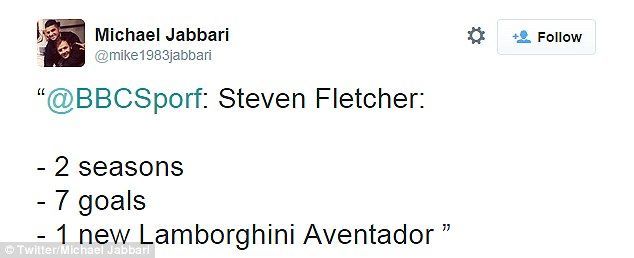 Michael Jabbari
@mike1983jabbari
Follow
“@BBCSporf: Steven Fletcher:
- 2 seasons
- 7 goals
- 1 new Lamborghini Aventador ”
© Twitter/Michael Jabbari